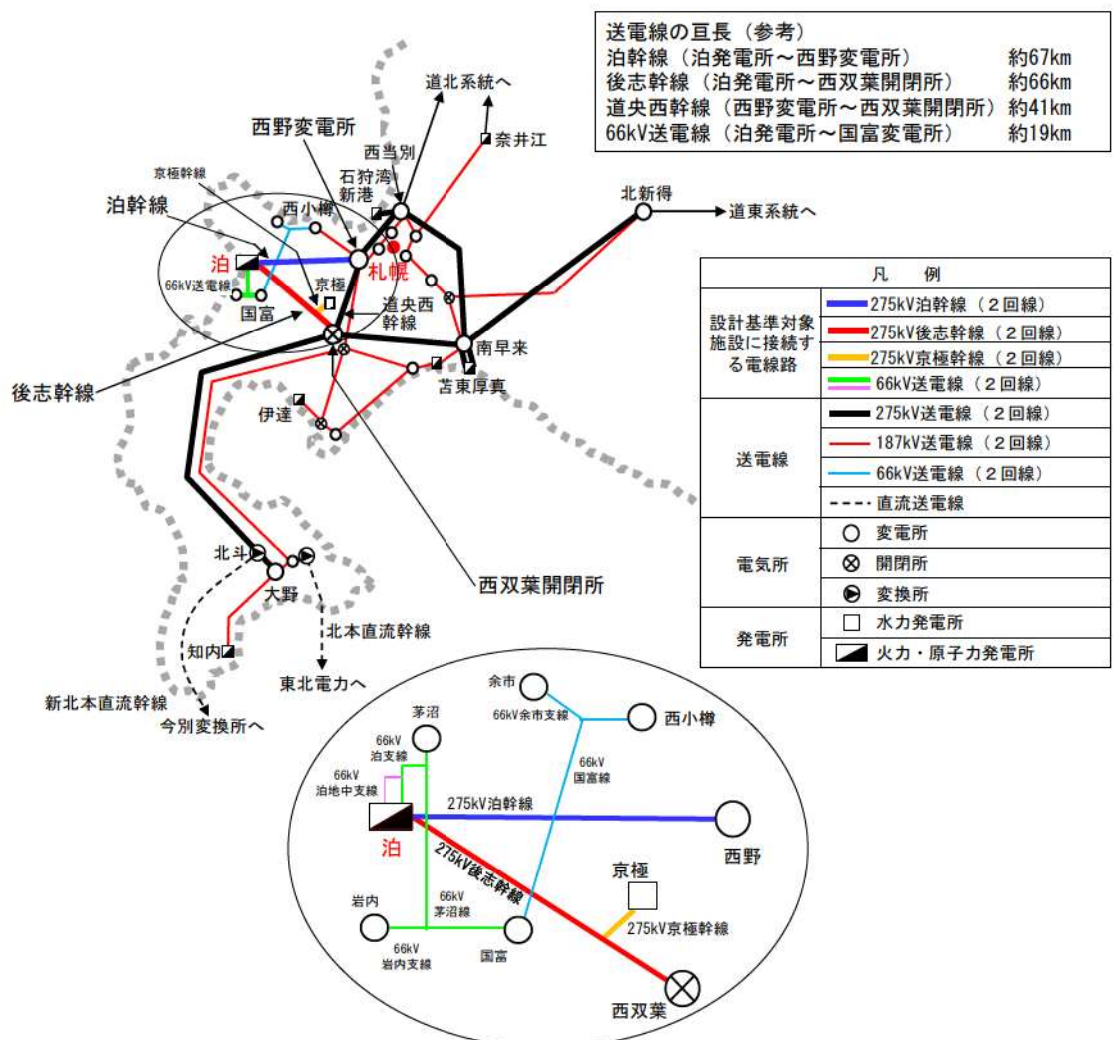 送電線の亘長（参考）
泊幹線（泊発電所～西野変電所） 約67km
後志幹線（泊発電所～西双葉開閉所） 約66km
道央西幹線（西野変電所～西双葉開閉所）約41km
66kV送電線（泊発電所～国富変電所） 約19km
道北系統へ
西野変電所
奈井江
西当別
京極幹線
石狩湾
新港
北新得
道東系統へ
泊幹線
西小樽
札幌
泊
66kV送電線
京極
国富
道央西
幹線
南早来
後志幹線
苫東厚真
伊達
北斗
大野
西双葉開閉所
北本直流幹線
知内
新北本直流幹線
東北電力へ
今別変換所へ
凡 例
設計基準対象
施設に接続す
る電線路
275kV泊幹線（２回線）
275kV後志幹線（２回線）
275kV京極幹線（２回線）
66kV送電線（２回線）
送電線
275kV送電線（２回線）
187kV送電線（２回線）
66kV送電線（２回線）
直流送電線
電気所
変電所
開閉所
変換所
発電所
水力発電所
火力・原子力発電所
余市
66kV余市支線
西小樽
茅沼
66kV
泊支線
66kV
泊地中支線
66kV
国富線
275kV泊幹線
泊
西野
275kV後志幹線
京極
岩内
66kV
茅沼線
275kV京極幹線
66kV
岩内支線
国富
西双葉